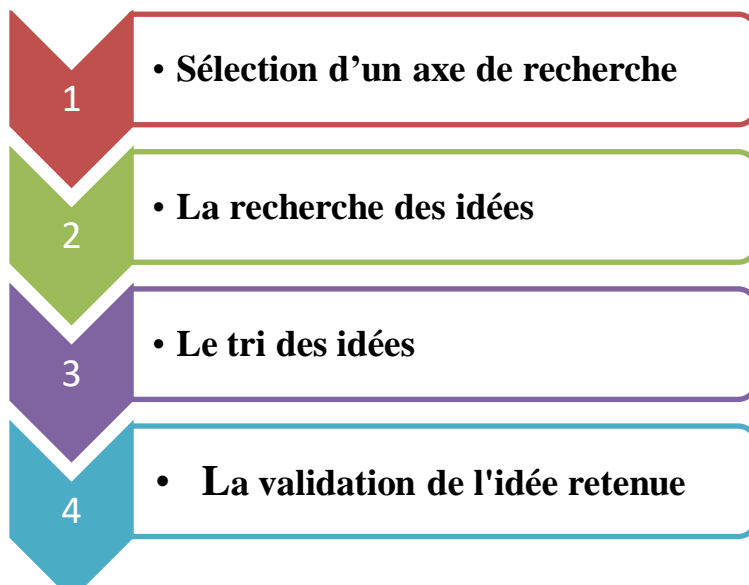 1
• Sélection d’un axe de recherche
2
• La recherche des idées
3
• Le tri des idées
4
• La validation de l'idée retenue